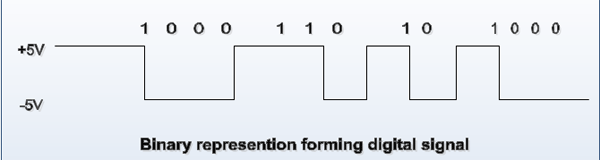 1 0 0 0 1 1 0 1 0 1 0 0 0
+5V
-5V
Binary represention forming digital signal